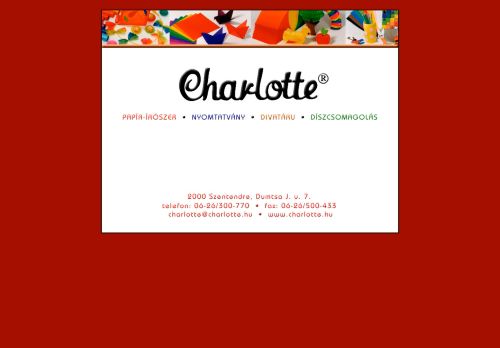 Charlotte®
PAPÍR-ÍRÓSZER • NYOMTATVÁNY • DIVATÁRU • DÍSZCSOMAGOLÁS
2000 Szentendre, Dumtsa J. u. 7.
telefon: 06-26/300-770 • fax: 06-26/500-433
charlotte@charlotte.hu • www.charlotte.hu